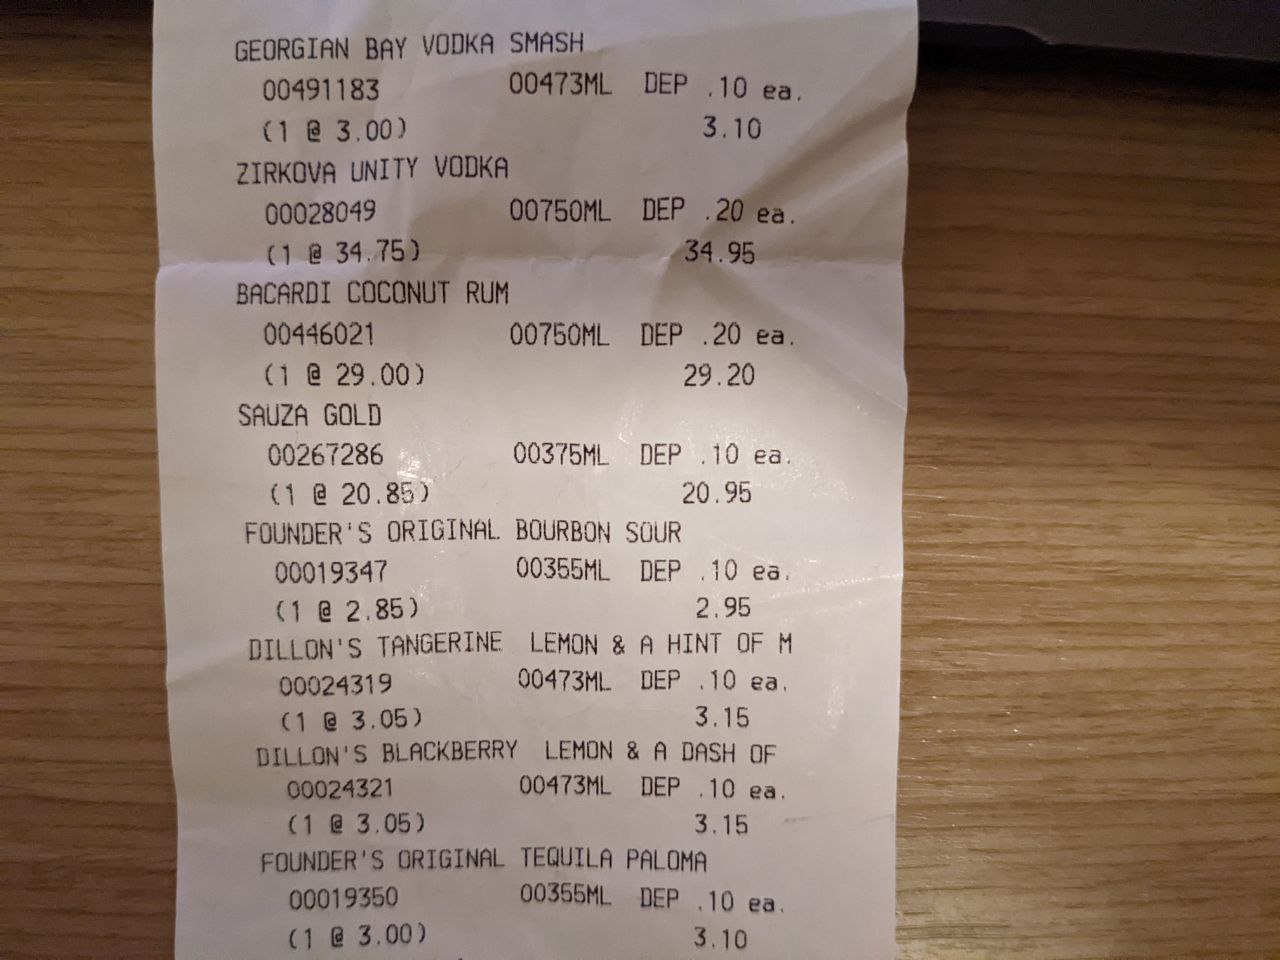 GEORGIAN BAY VODKA SMASH
00491183 00473ML DEP .10 ea.
(1 @ 3.00) 3.10
ZIRKOVA UNITY VODKA
00028049 00750ML DEP .20 ea.
(1 @ 34.75) 34.95
BACARDI COCONUT RUM
00446021 00750ML DEP .20 ea.
(1 @ 29.00) 29.20
SAUZA GOLD
00267286 00375ML DEP .10 ea.
(1 @ 20.85) 20.95
FOUNDER'S ORIGINAL BOURBON SOUR
00019347 00355ML DEP .10 ea.
(1 @ 2.85) 2.95
DILLON'S TANGERINE LEMON & A HINT OF M
00024319 00473ML DEP .10 ea.
(1 @ 3.05) 3.15
DILLON'S BLACKBERRY LEMON & A DASH OF
00024321 00473ML DEP .10 ea.
(1 @ 3.05) 3.15
FOUNDER'S ORIGINAL TEQUILA PALOMA
00019350 00355ML DEP .10 ea.
(1 @ 3.00) 3.10